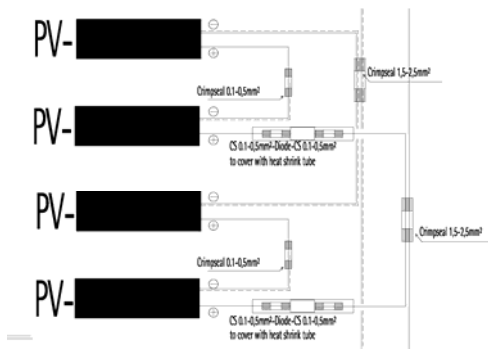 PV-
Crimpseal 1,5-2,5mm²
Crimpseal 0.1-0,5mm²
PV-
CS 0.1-0,5mm²-Diode-CS 0.1-0,5mm²
to cover with heat shrink tube
PV-
Crimpseal 1,5-2,5mm²
Crimpseal 0.1-0,5mm²
PV-
CS 0.1-0,5mm²-Diode-CS 0.1-0,5mm²
to cover with heat shrink tube